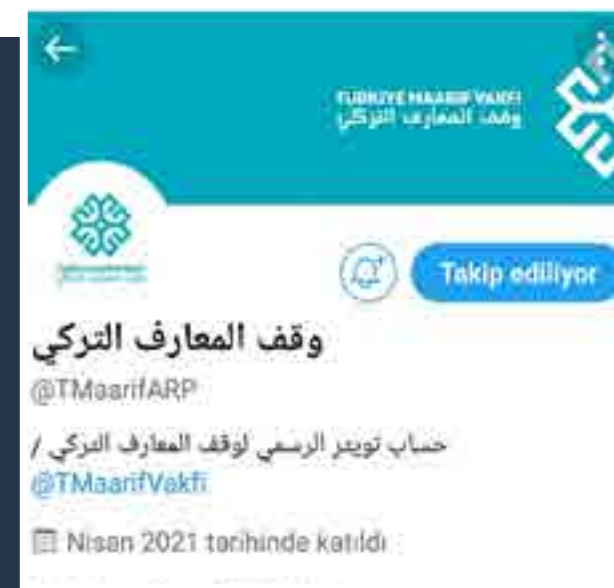 TÜRKİYE MAARİF VAKFI
وقف المعارف التركي
Takip ediliyor
وقف المعارف التركي
@TMaarifARP
حساب تويتر الرسمي لوقف المعارف التركي /
@TMaarifVakfi
Nisan 2021 tarihinde katıldı